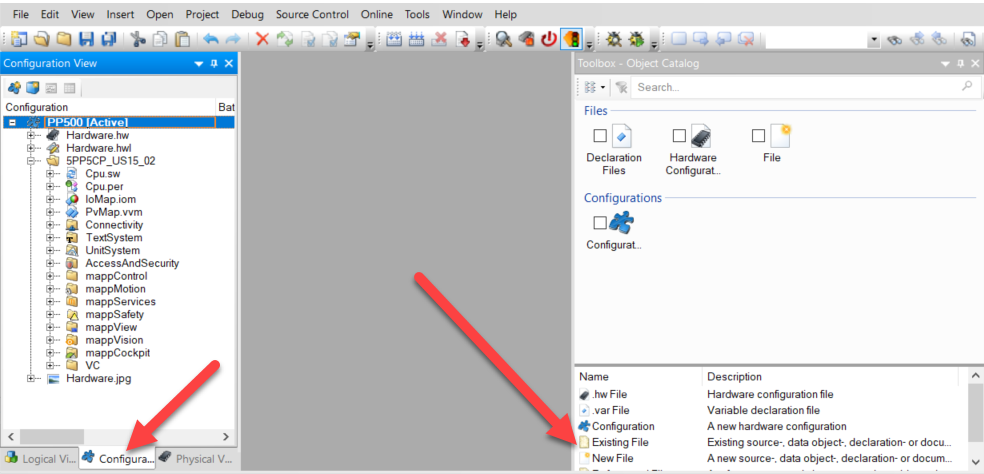 File Edit View Insert Open Project Debug Source Control Online Tools Window Help
Configuration View
Configuration Bat
PP500 [Active]
Hardware.hw
Hardware.hwl
5PP5CP_US15_02
Cpu.sw
Cpu.per
IoMap.iom
PvMap.vvm
Connectivity
TextSystem
UnitSystem
AccessAndSecurity
mappControl
mappMotion
mappServices
mappSafety
mappView
mappVision
mappCockpit
VC
Hardware.jpg
Logical Vi... Configura... Physical V...
Toolbox - Object Catalog
Search...
Files
Declaration Files
Hardware Configurat...
File
Configurations
Configurat...
Name Description
.hw File Hardware configuration file
.var File Variable declaration file
Configuration A new hardware configuration
Existing File Existing source-, data object-, declaration- or docu...
New File A new source-, data object-, declaration- or docum...